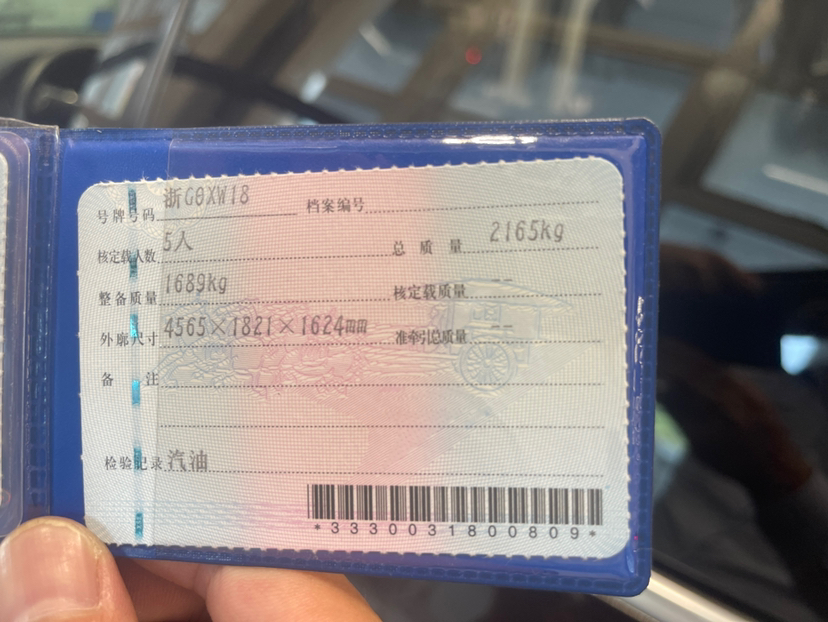 号牌号码 浙G0XW18 档案编号
核定载人数 5人 总质量 2165kg
整备质量 1689kg 核定载质量 --
外廓尺寸 4565×1821×1624mm 准牵引总质量 --
备注
检验记录 汽油
*3330031800809*